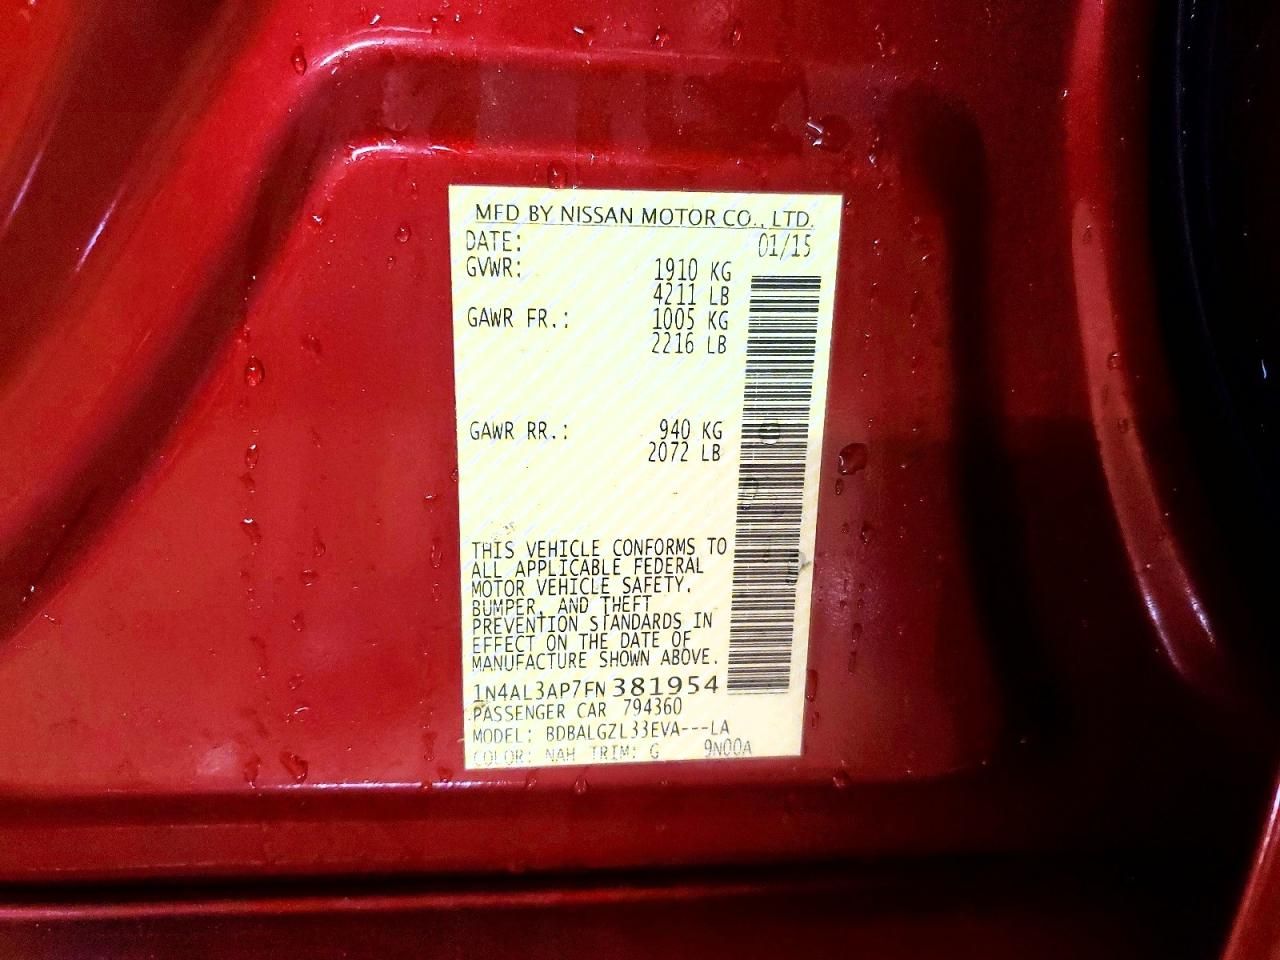 MFD BY NISSAN MOTOR CO., LTD.
DATE: 01/15
GVWR: 1910 KG
4211 LB
GAWR FR.: 1005 KG
2216 LB
GAWR RR.: 940 KG
2072 LB
THIS VEHICLE CONFORMS TO
ALL APPLICABLE FEDERAL
MOTOR VEHICLE SAFETY,
BUMPER, AND THEFT
PREVENTION STANDARDS IN
EFFECT ON THE DATE OF
MANUFACTURE SHOWN ABOVE.
1N4AL3AP7FN381954
PASSENGER CAR 794360
MODEL: BDBALGZL33EVA---LA
COLOR: NAH TRIM: G 9N00A